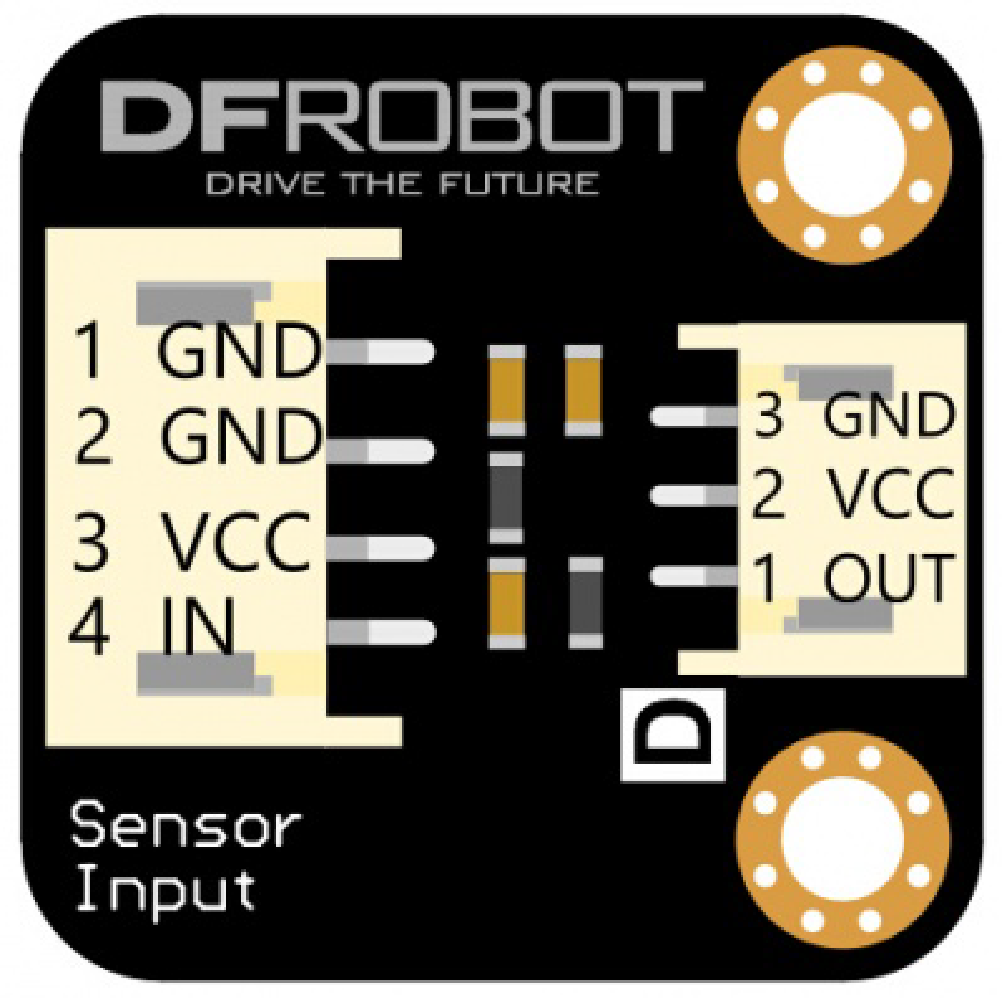 DFROBOT
DRIVE THE FUTURE
1 GND
2 GND
3 VCC
4 IN
3 GND
2 VCC
1 OUT
D
Sensor
Input